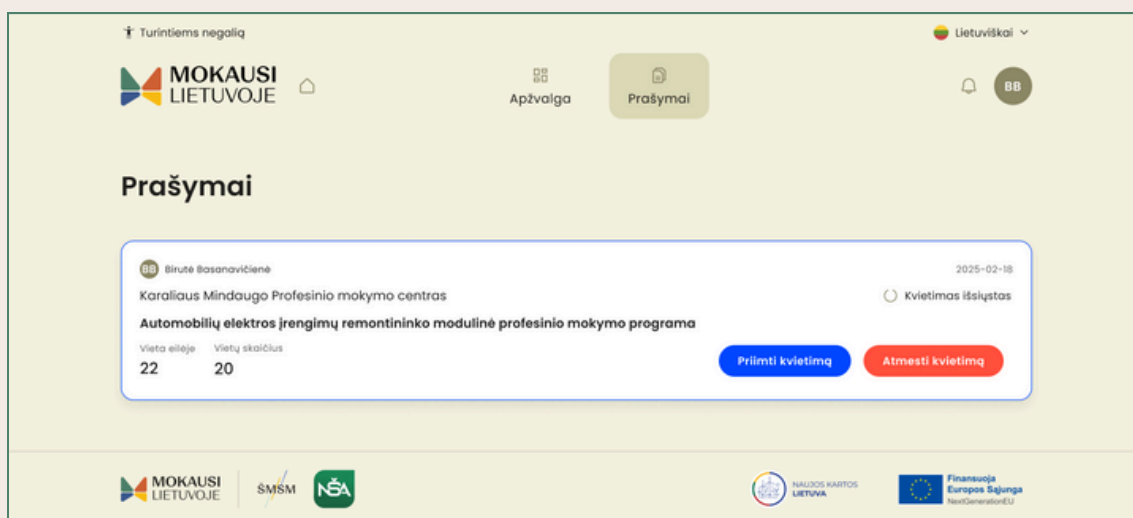 Turintiems negalią
Lietuviškai
MOKAUSI
LIETUVOJE
Apžvalga
Prašymai
BB
Prašymai
BB Birutė Basanavičienė
2025-02-18
Karaliaus Mindaugo Profesinio mokymo centras
Kvietimas išsiųstas
Automobilių elektros įrengimų remontininko modulinė profesinio mokymo programa
Vieta eilėje Vietų skaičius
22 20
Priimti kvietimą
Atmesti kvietimą
MOKAUSI
LIETUVOJE
ŠMSM
NŠA
NAUJOS KARTOS
LIETUVA
Finansuoja
Europos Sąjunga
NextGenerationEU